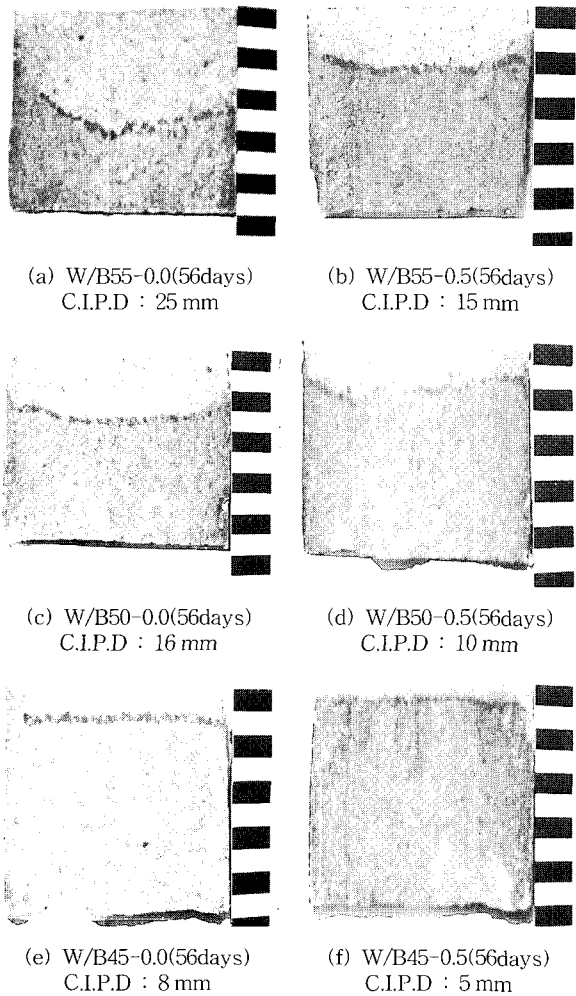 (a) W/B55-0.0(56days)
C.I.P.D : 25 mm
(b) W/B55-0.5(56days)
C.I.P.D : 15 mm
(c) W/B50-0.0(56days)
C.I.P.D : 16 mm
(d) W/B50-0.5(56days)
C.I.P.D : 10 mm
(e) W/B45-0.0(56days)
C.I.P.D : 8 mm
(f) W/B45-0.5(56days)
C.I.P.D : 5 mm